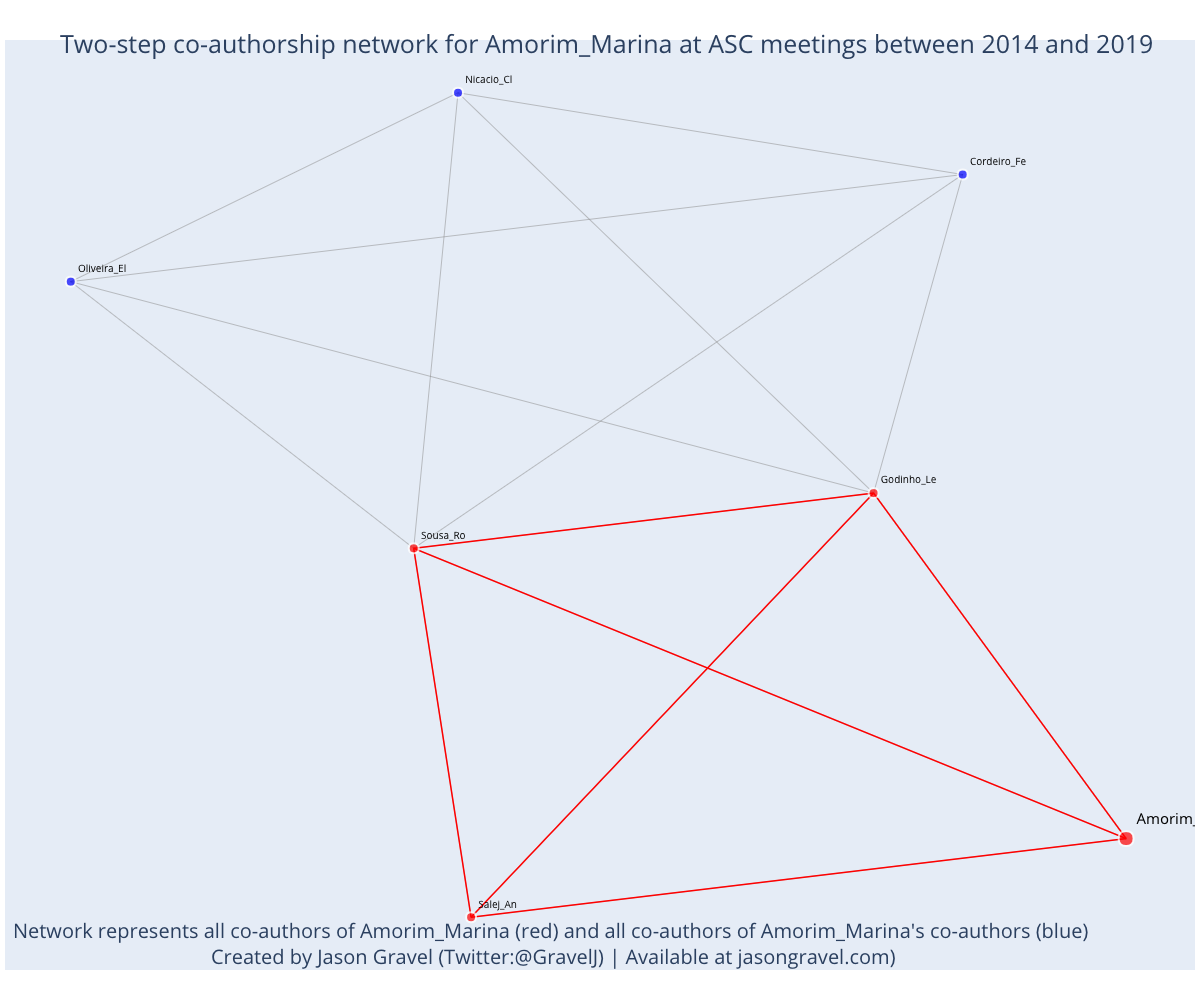 Two-step co-authorship network for Amorim_Marina at ASC meetings between 2014 and 2019
Nicacio_Cl
Cordeiro_Fe
Oliveira_El
Godinho_Le
Sousa_Ro
Amorim_
Salej_An
Network represents all co-authors of Amorim_Marina (red) and all co-authors of Amorim_Marina's co-authors (blue)
Created by Jason Gravel (Twitter:@GravelJ) | Available at jasongravel.com)